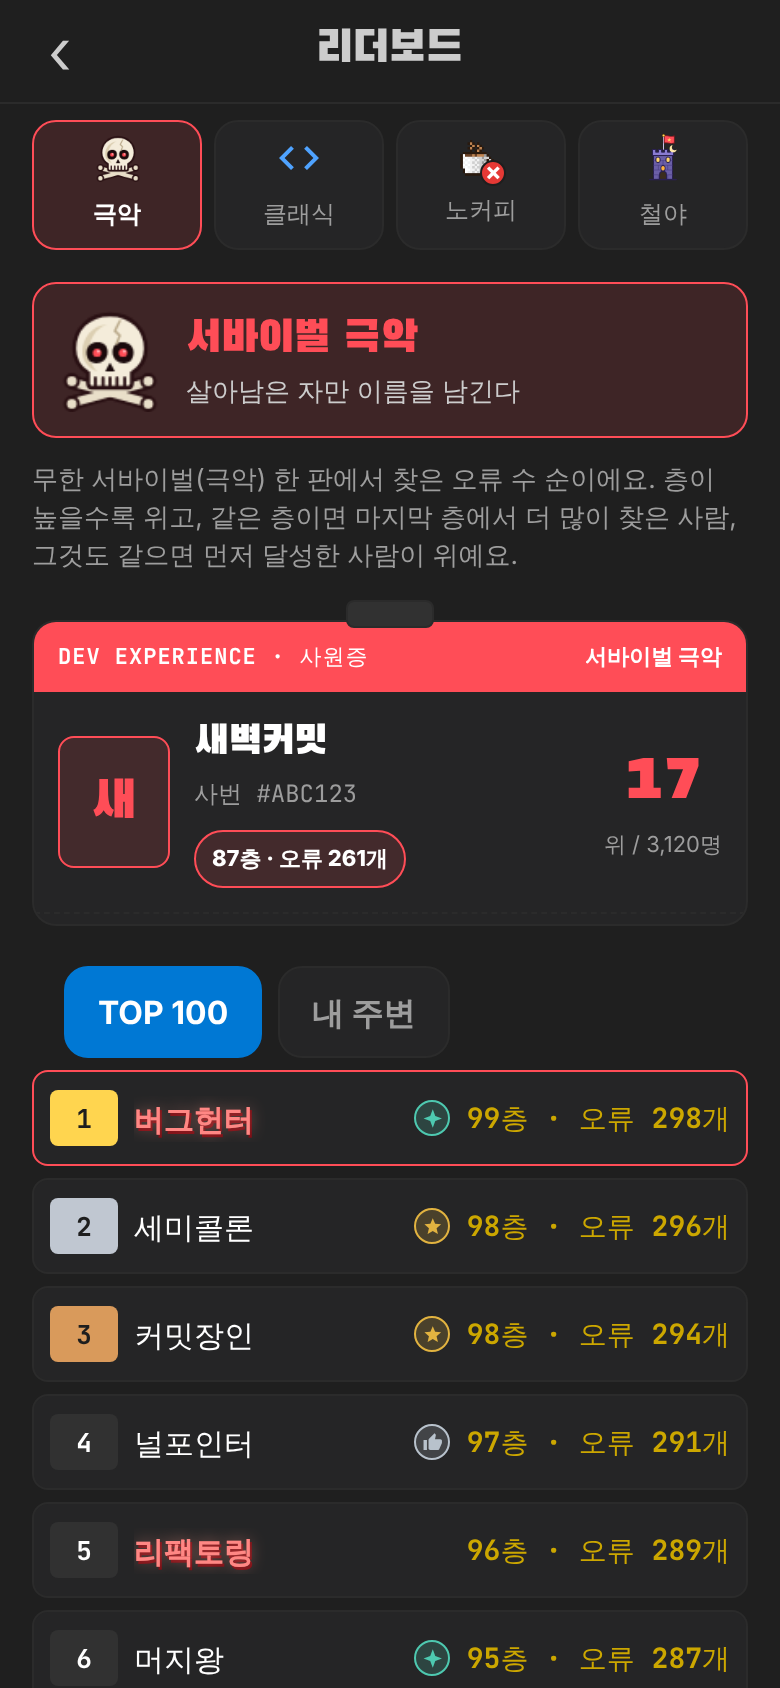 리더보드
극악
클래식
노커피
철야
서바이벌 극악
살아남은 자만 이름을 남긴다
무한 서바이벌(극악) 한 판에서 찾은 오류 수 순이에요. 층이
높을수록 위고, 같은 층이면 마지막 층에서 더 많이 찾은 사람,
그것도 같으면 먼저 달성한 사람이 위예요.
DEV EXPERIENCE · 사원증 서바이벌 극악
새
새벽커밋
사번 #ABC123
87층 · 오류 261개
17
위 / 3,120명
TOP 100
내 주변
1 버그헌터 99층 · 오류 298개
2 세미콜론 98층 · 오류 296개
3 커밋장인 98층 · 오류 294개
4 널포인터 97층 · 오류 291개
5 리팩토링 96층 · 오류 289개
6 머지왕 95층 · 오류 287개